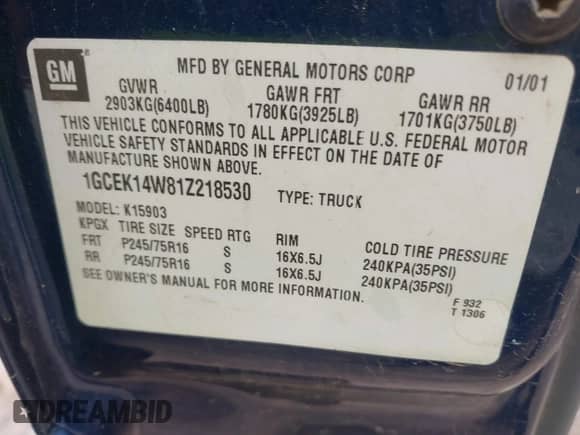 GM
®
MFD BY GENERAL MOTORS CORP 01/01
GVWR GAWR FRT GAWR RR
2903KG(6400LB) 1780KG(3925LB) 1701KG(3750LB)
THIS VEHICLE CONFORMS TO ALL APPLICABLE U.S. FEDERAL MOTOR
VEHICLE SAFETY STANDARDS IN EFFECT ON THE DATE OF
MANUFACTURE SHOWN ABOVE.
1GCEK14W81Z218530 TYPE: TRUCK
MODEL: K15903
KPGX TIRE SIZE SPEED RTG RIM COLD TIRE PRESSURE
FRT P245/75R16 S 16X6.5J 240KPA(35PSI)
RR P245/75R16 S 16X6.5J 240KPA(35PSI)
SEE OWNER'S MANUAL FOR MORE INFORMATION
F 932
T 1306
DREAMBID